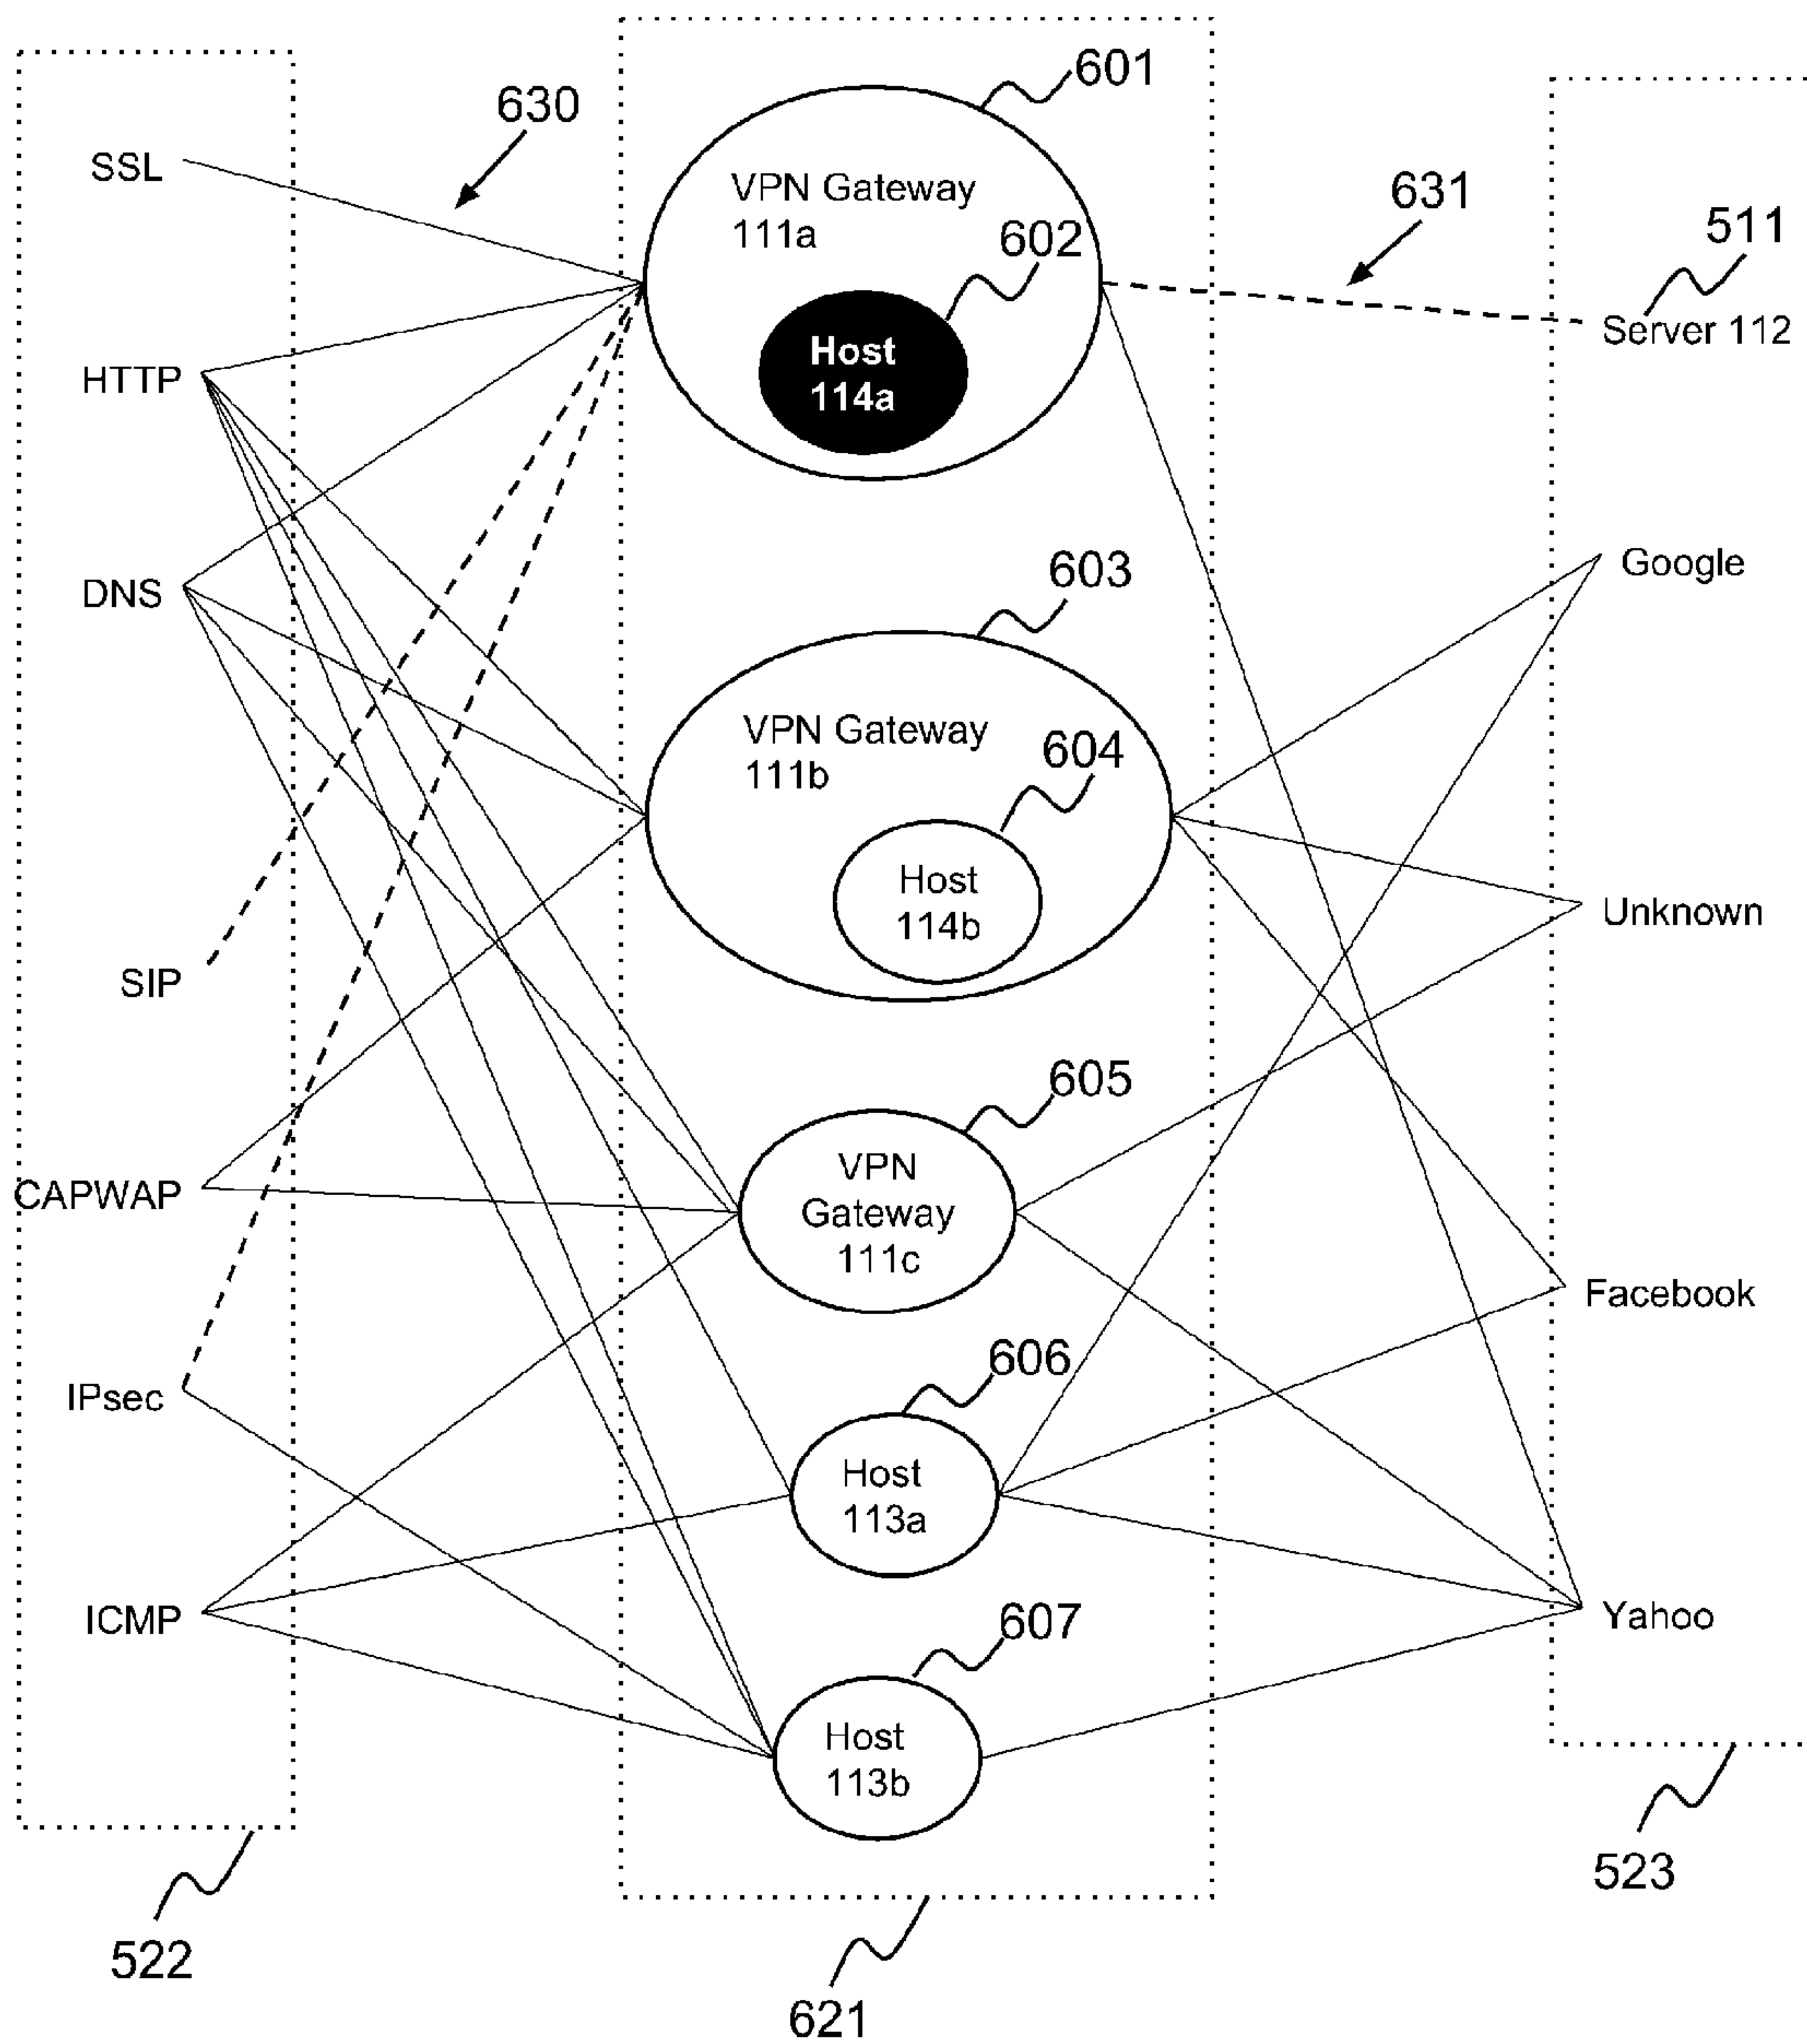 601
630
SSL
VPN Gateway
111a
602
631
511
Host
114a
Server 112
HTTP
DNS
603
Google
VPN Gateway
111b
604
Host
114b
Unknown
SIP
605
CAPWAP
VPN
Gateway
111c
Facebook
606
IPsec
Host
113a
ICMP
607
Yahoo
Host
113b
523
522
621